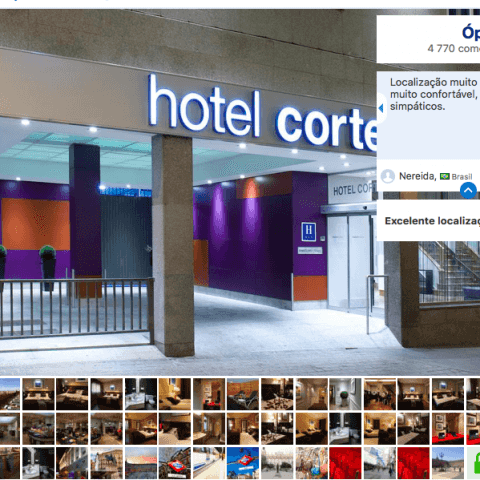 hotel corte
HOTEL COR
H
Óp
4 770 come
Localização muito
muito confortável,
simpáticos.
Nereida, Brasil
Excelente localizaç